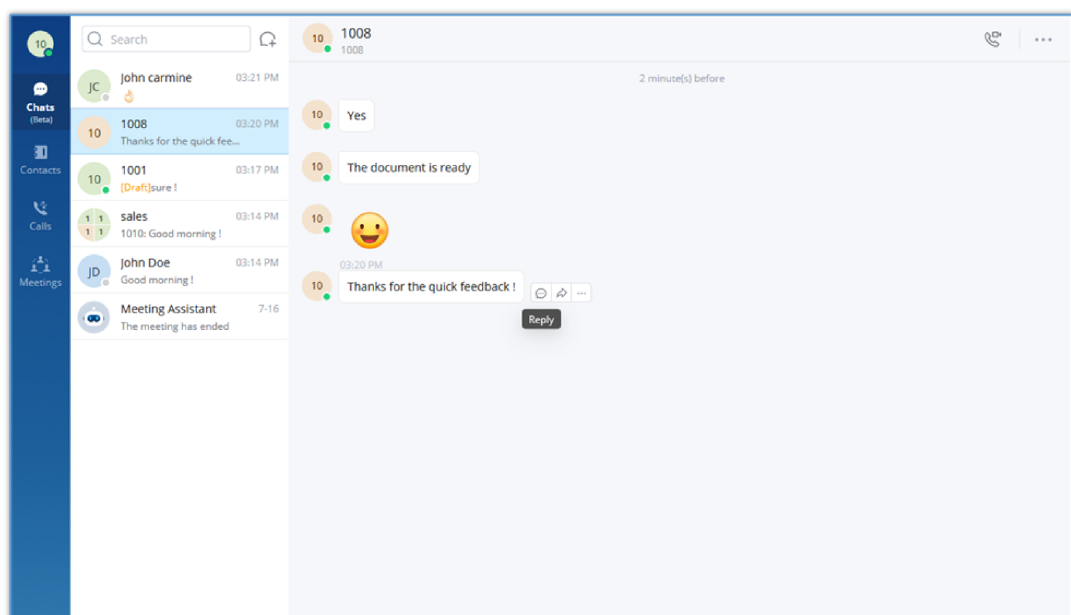 10
Chats
(Beta)
Contacts
Calls
Meetings
Search
JC
John carmine
03:21 PM
10
1008
03:20 PM
Thanks for the quick fee...
10
1001
03:17 PM
[Draft]sure !
1 1
1 1
sales
03:14 PM
1010: Good morning !
JD
John Doe
03:14 PM
Good morning !
Meeting Assistant
7-16
The meeting has ended
10
1008
1008
2 minute(s) before
10
Yes
10
The document is ready
10
03:20 PM
10
Thanks for the quick feedback !
Reply